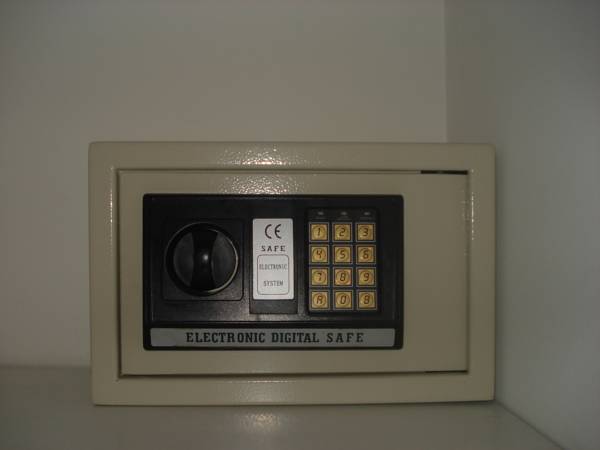 CE
SAFE
ELECTRONIC
SYSTEM
1 2 3
4 5 6
7 8 9
A 0 B
ELECTRONIC DIGITAL SAFE